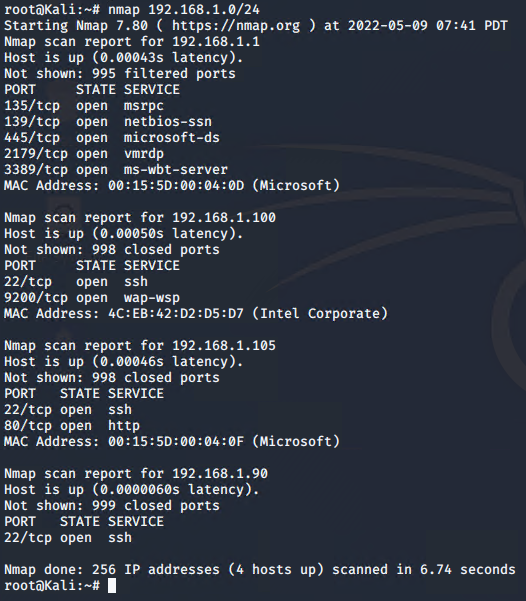 root@Kali:~# nmap 192.168.1.0/24
Starting Nmap 7.80 ( https://nmap.org ) at 2022-05-09 07:41 PDT
Nmap scan report for 192.168.1.1
Host is up (0.00043s latency).
Not shown: 995 filtered ports
PORT     STATE SERVICE
135/tcp  open  msrpc
139/tcp  open  netbios-ssn
445/tcp  open  microsoft-ds
2179/tcp open  vmrdp
3389/tcp open  ms-wbt-server
MAC Address: 00:15:5D:00:04:0D (Microsoft)

Nmap scan report for 192.168.1.100
Host is up (0.00050s latency).
Not shown: 998 closed ports
PORT     STATE SERVICE
22/tcp   open  ssh
9200/tcp open  wap-wsp
MAC Address: 4C:EB:42:D2:D5:D7 (Intel Corporate)

Nmap scan report for 192.168.1.105
Host is up (0.00046s latency).
Not shown: 998 closed ports
PORT   STATE SERVICE
22/tcp open  ssh
80/tcp open  http
MAC Address: 00:15:5D:00:04:0F (Microsoft)

Nmap scan report for 192.168.1.90
Host is up (0.0000060s latency).
Not shown: 999 closed ports
PORT   STATE SERVICE
22/tcp open  ssh

Nmap done: 256 IP addresses (4 hosts up) scanned in 6.74 seconds
root@Kali:~#